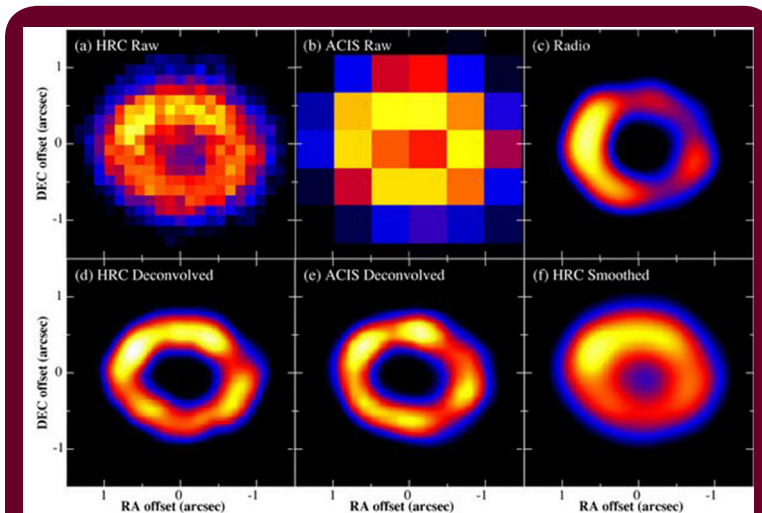 (a) HRC Raw
(b) ACIS Raw
(c) Radio
DEC offset (arcsec)
1
0
-1
(d) HRC Deconvolved
(e) ACIS Deconvolved
(f) HRC Smoothed
DEC offset (arcsec)
1
0
-1
1 0 -1
1 0 -1
1 0 -1
RA offset (arcsec)
RA offset (arcsec)
RA offset (arcsec)